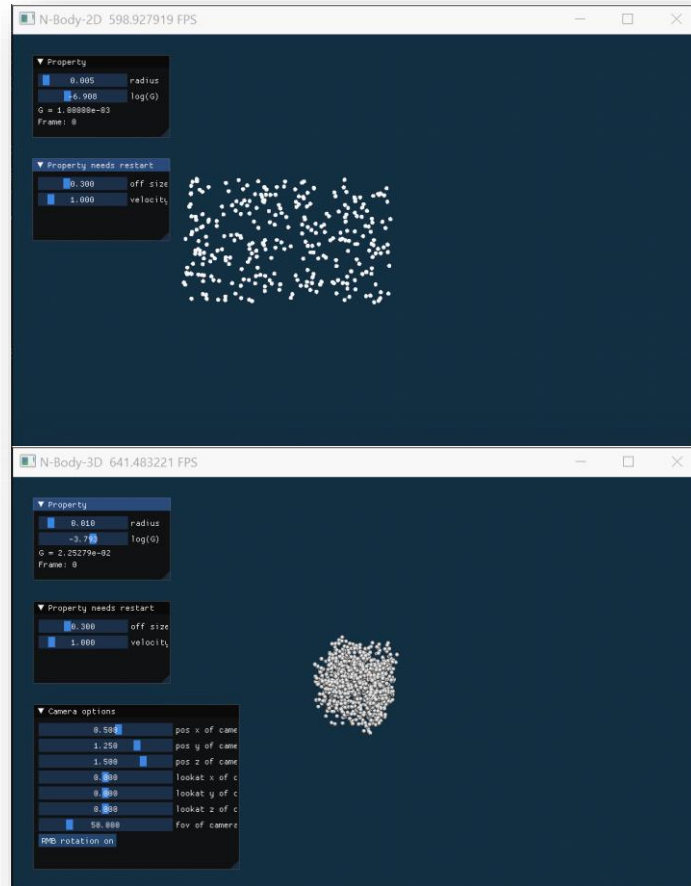 N-Body-2D 598.927919 FPS
Property
0.005 radius
-6.908 log(G)
G = 1.00000e-03
Frame: 0
Property needs restart
0.300 off size
1.000 velocity
N-Body-3D 641.483221 FPS
Property
0.010 radius
-3.793 log(G)
G = 2.25279e-02
Frame: 0
Property needs restart
0.300 off size
1.000 velocity
Camera options
0.500 pos x of came
1.250 pos y of came
1.500 pos z of came
0.000 lookat x of c
0.000 lookat y of c
0.000 lookat z of c
50.000 fov of camera
RMB rotation on